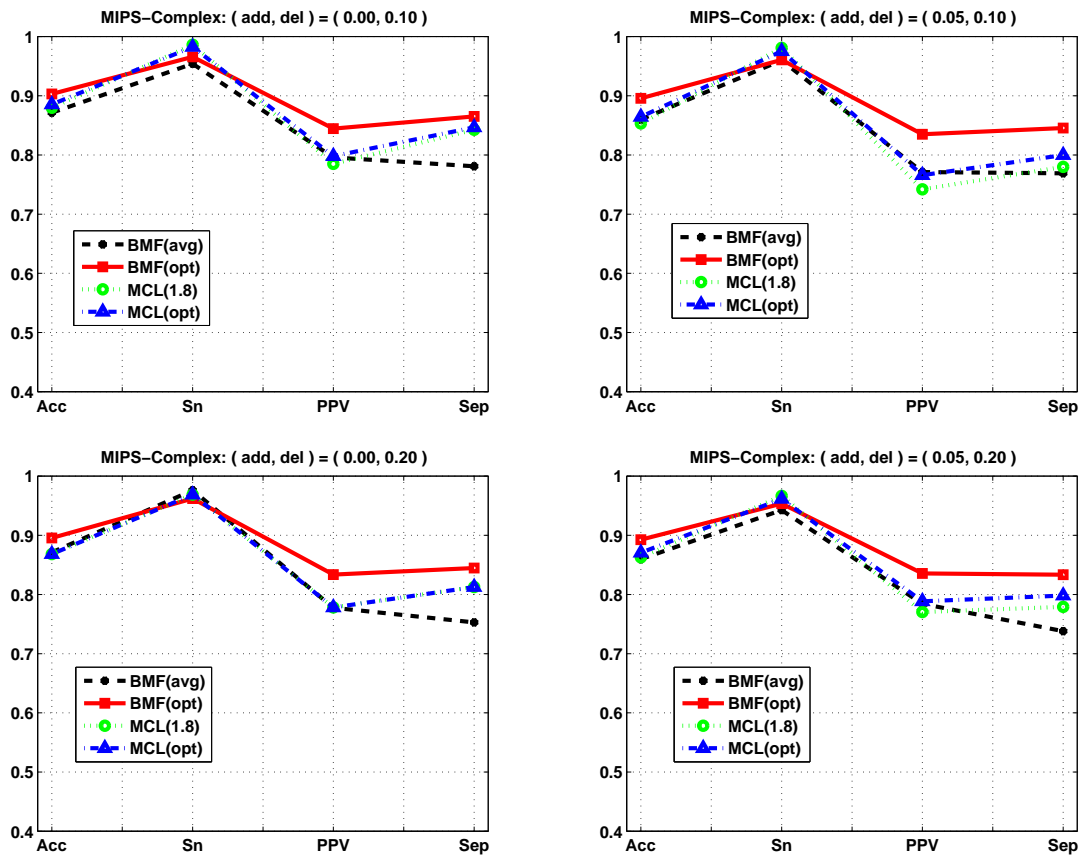 MIPS−Complex: ( add, del ) = ( 0.00, 0.10 )
1
0.9
0.8
0.7
0.6
0.5
0.4
BMF(avg)
BMF(opt)
MCL(1.8)
MCL(opt)
Acc Sn PPV Sep
MIPS−Complex: ( add, del ) = ( 0.05, 0.10 )
1
0.9
0.8
0.7
0.6
0.5
0.4
BMF(avg)
BMF(opt)
MCL(1.8)
MCL(opt)
Acc Sn PPV Sep
MIPS−Complex: ( add, del ) = ( 0.00, 0.20 )
1
0.9
0.8
0.7
0.6
0.5
0.4
BMF(avg)
BMF(opt)
MCL(1.8)
MCL(opt)
Acc Sn PPV Sep
MIPS−Complex: ( add, del ) = ( 0.05, 0.20 )
1
0.9
0.8
0.7
0.6
0.5
0.4
BMF(avg)
BMF(opt)
MCL(1.8)
MCL(opt)
Acc Sn PPV Sep